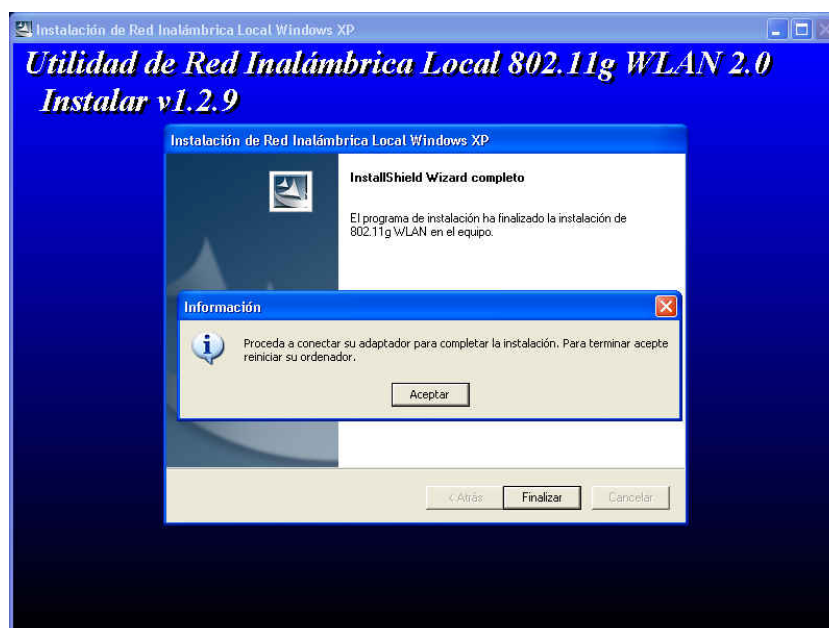 Instalación de Red Inalámbrica Local Windows XP
Utilidad de Red Inalámbrica Local 802.11g WLAN 2.0
Instalar v1.2.9
Instalación de Red Inalámbrica Local Windows XP
InstallShield Wizard completo
El programa de instalación ha finalizado la instalación de
802.11g WLAN en el equipo.
Información
Proceda a conectar su adaptador para completar la instalación. Para terminar acepte
reiniciar su ordenador.
Aceptar
< Atrás Finalizar Cancelar